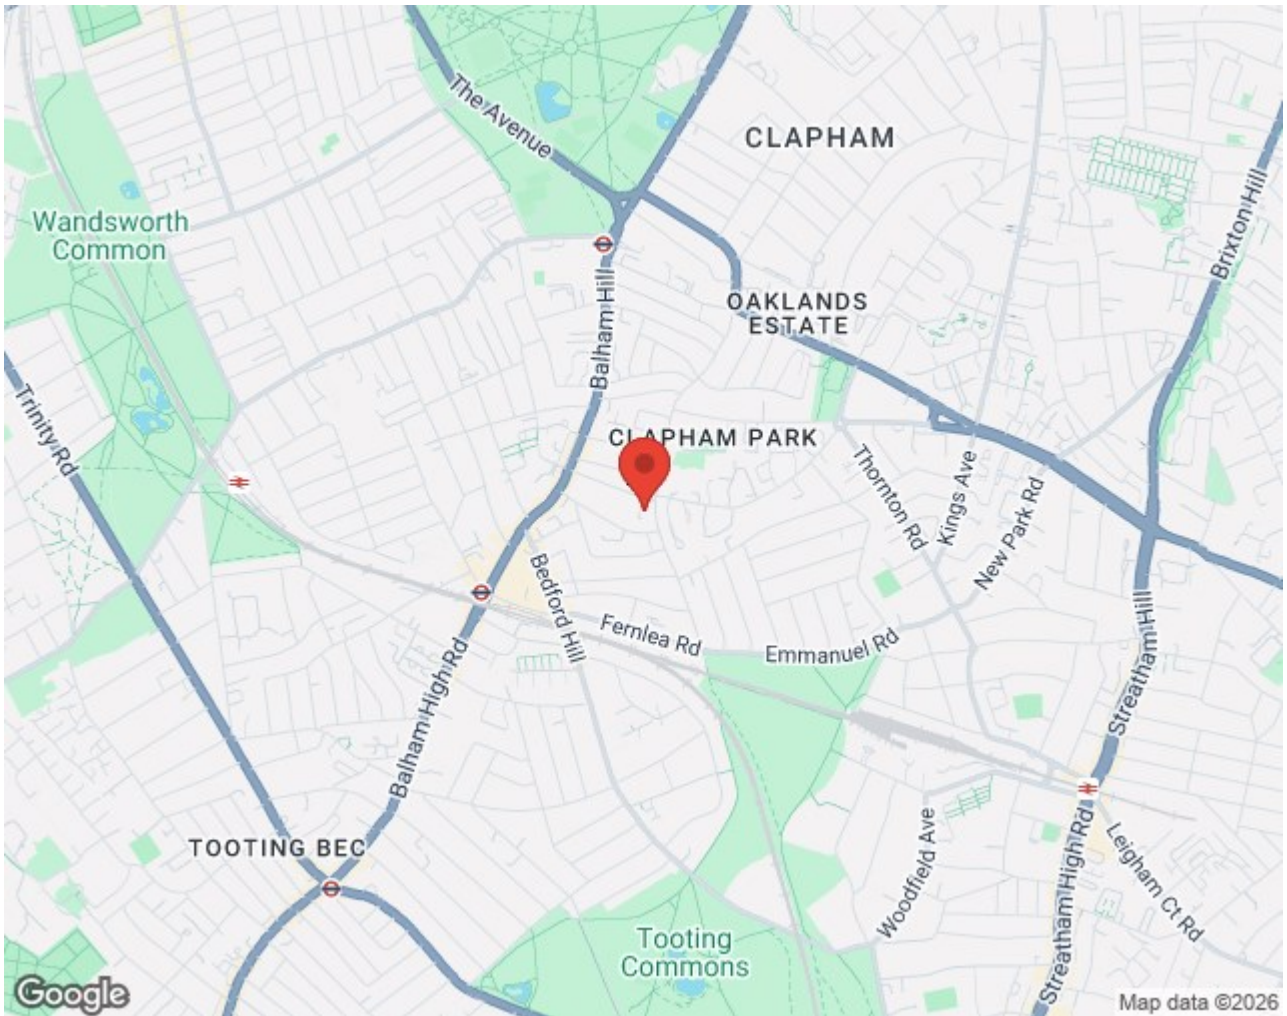 The Avenue
CLAPHAM
Wandsworth
Common
Brixton Hill
Balham Hill
OAKLANDS
ESTATE
Trinity Rd
CLAPHAM PARK
Thornton Rd
Kings Ave
New Park Rd
Bedford Hill
Fernlea Rd
Emmanuel Rd
Streatham Hill
Balham High Rd
TOOTING BEC
Woodfield Ave
Streatham High Rd
Leigham Ct Rd
Tooting
Commons
Google
Map data ©2026